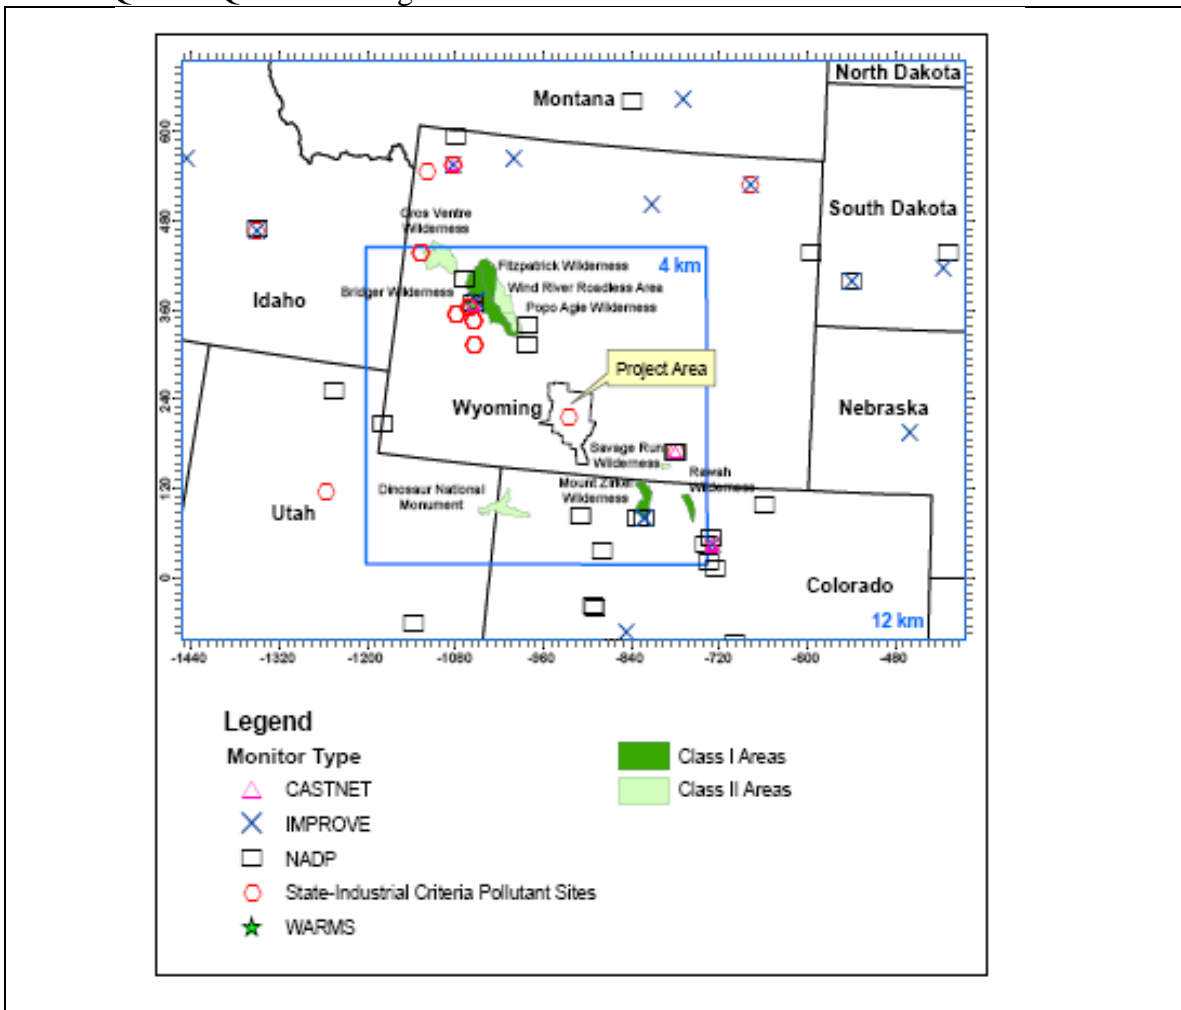 North Dakota
Montana
600
South Dakota
480
Gros Ventre
Wilderness
Fitzpatrick Wilderness
4 km
Wind River Roadless Area
Bridger Wilderness
Popo Agie Wilderness
Idaho
360
Project Area
240
Wyoming
Nebraska
Savage Run
Wilderness
Rawah
Wilderness
Mount Zirkel
Wilderness
120
Dinosaur National
Monument
Utah
0
Colorado
12 km
-1440 -1320 -1200 -1080 -960 -840 -720 -600 -480
Legend
Monitor Type
CASTNET
IMPROVE
NADP
State-Industrial Criteria Pollutant Sites
WARMS
Class I Areas
Class II Areas